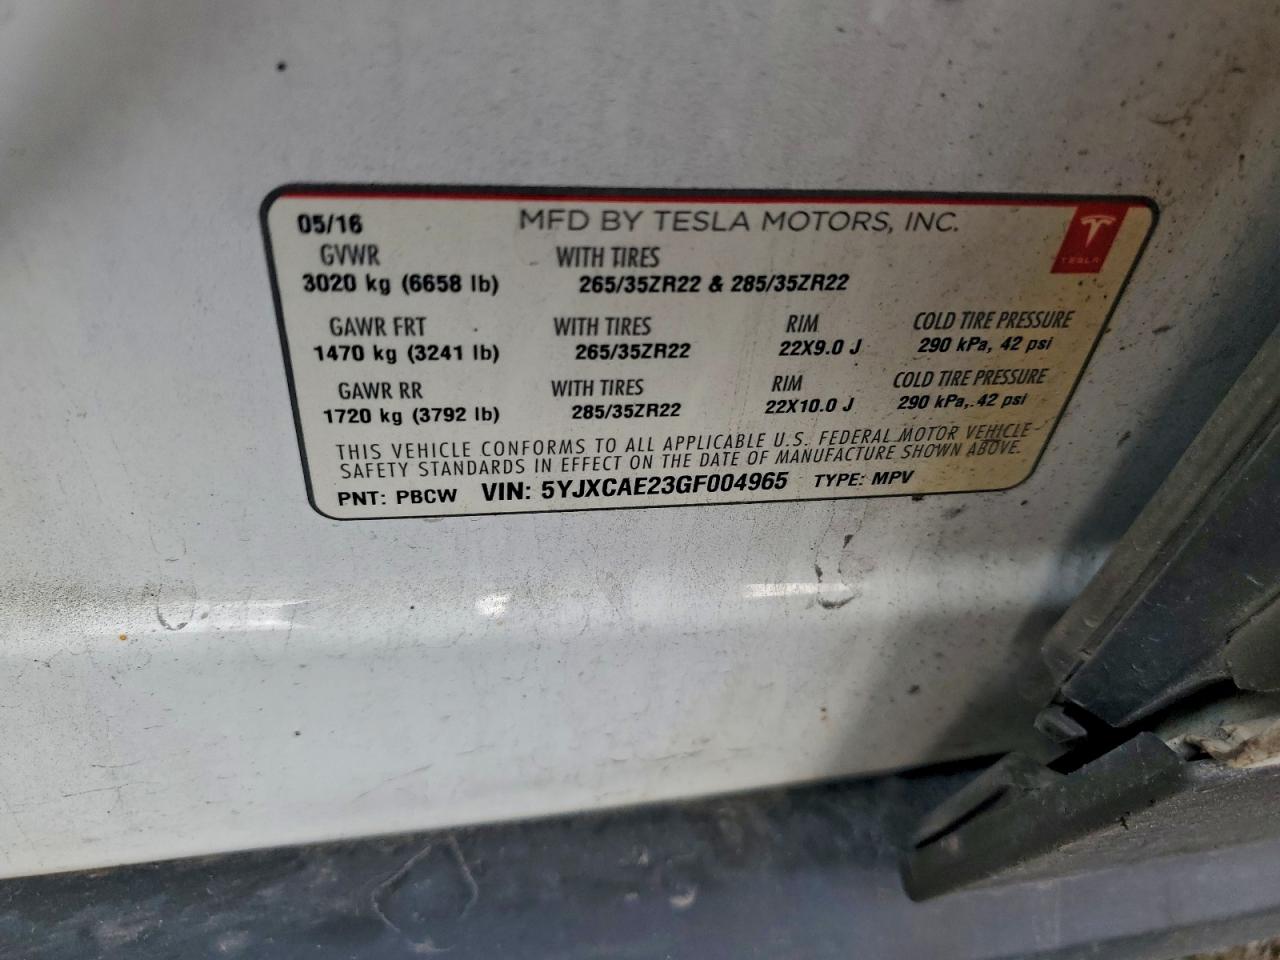 05/16 MFD BY TESLA MOTORS, INC.
TESLA
GVWR WITH TIRES
3020 kg (6658 lb) 265/35ZR22 & 285/35ZR22
GAWR FRT WITH TIRES RIM COLD TIRE PRESSURE
1470 kg (3241 lb) 265/35ZR22 22X9.0 J 290 kPa, 42 psi
GAWR RR WITH TIRES RIM COLD TIRE PRESSURE
1720 kg (3792 lb) 285/35ZR22 22X10.0 J 290 kPa, 42 psi
THIS VEHICLE CONFORMS TO ALL APPLICABLE U.S. FEDERAL MOTOR VEHICLE
SAFETY STANDARDS IN EFFECT ON THE DATE OF MANUFACTURE SHOWN ABOVE.
PNT: PBCW VIN: 5YJXCAE23GF004965 TYPE: MPV